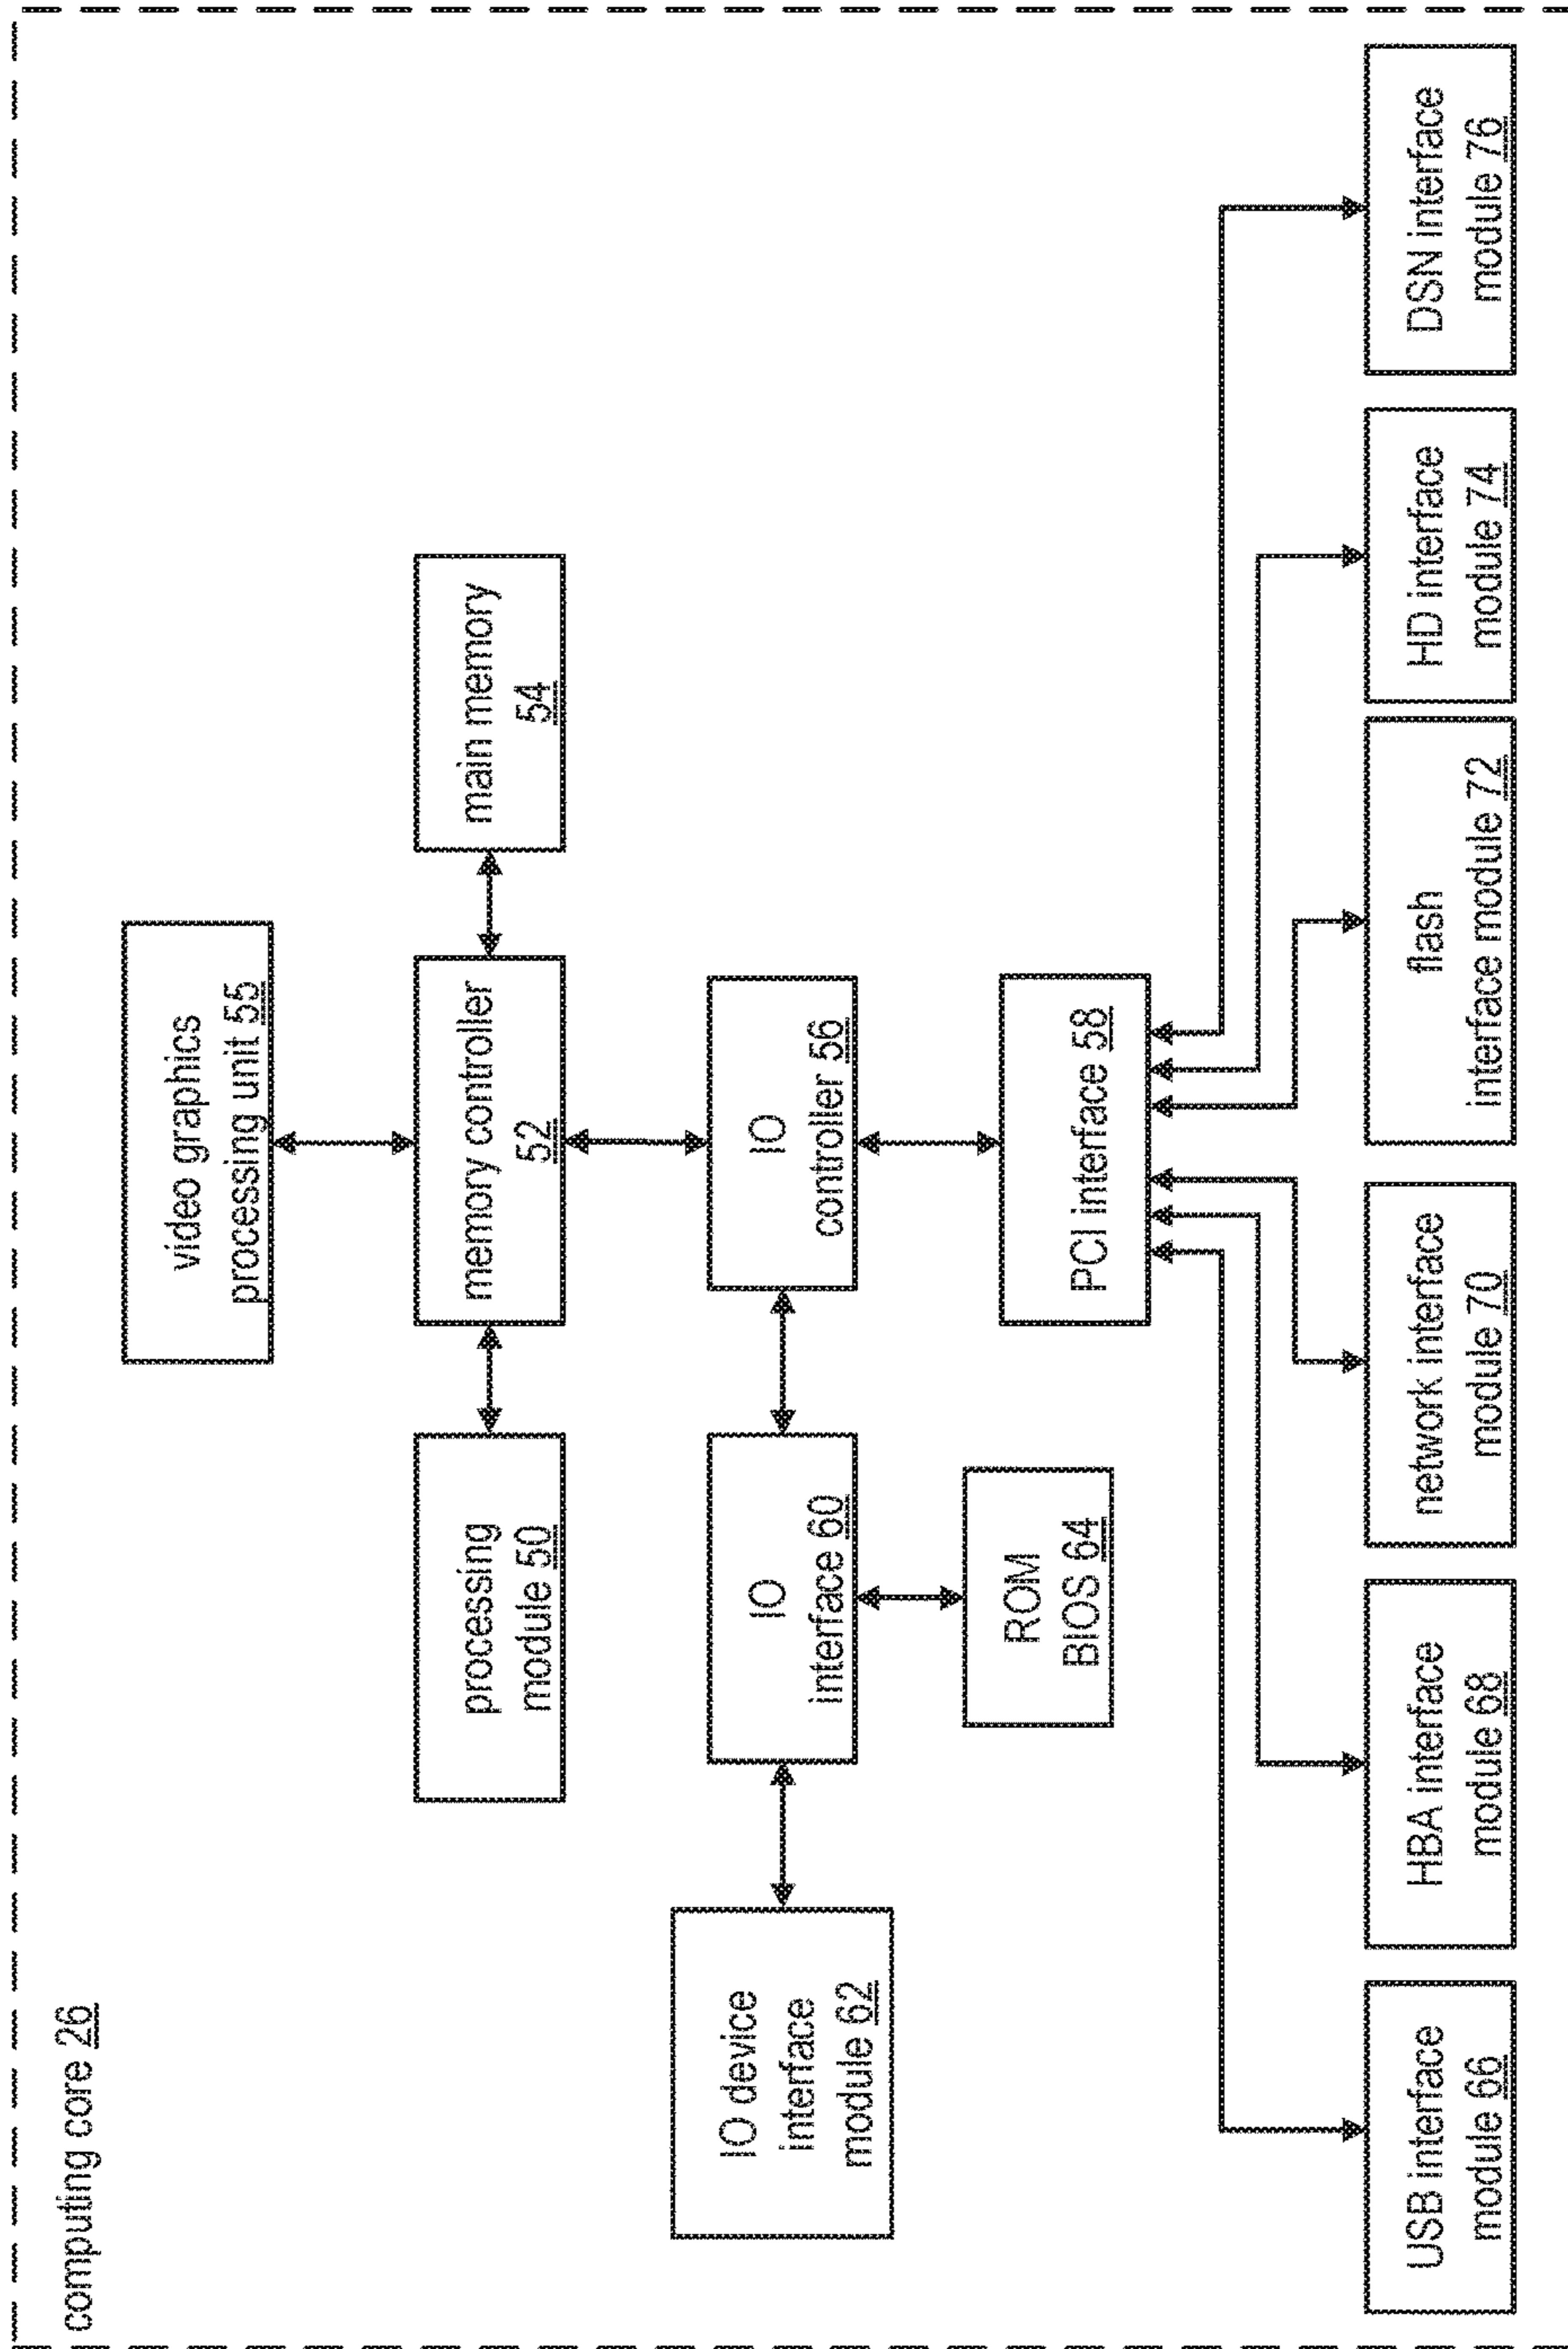 computing core 26
video graphics
processing unit 55
processing
module 50
memory controller
52
main memory
54
IO device
interface
module 62
IO
interface 60
IO
controller 56
ROM
BIOS 64
PCI interface 58
USB interface
module 66
HBA interface
module 68
network interface
module 70
flash
interface module 72
HD interface
module 74
DSN interface
module 76